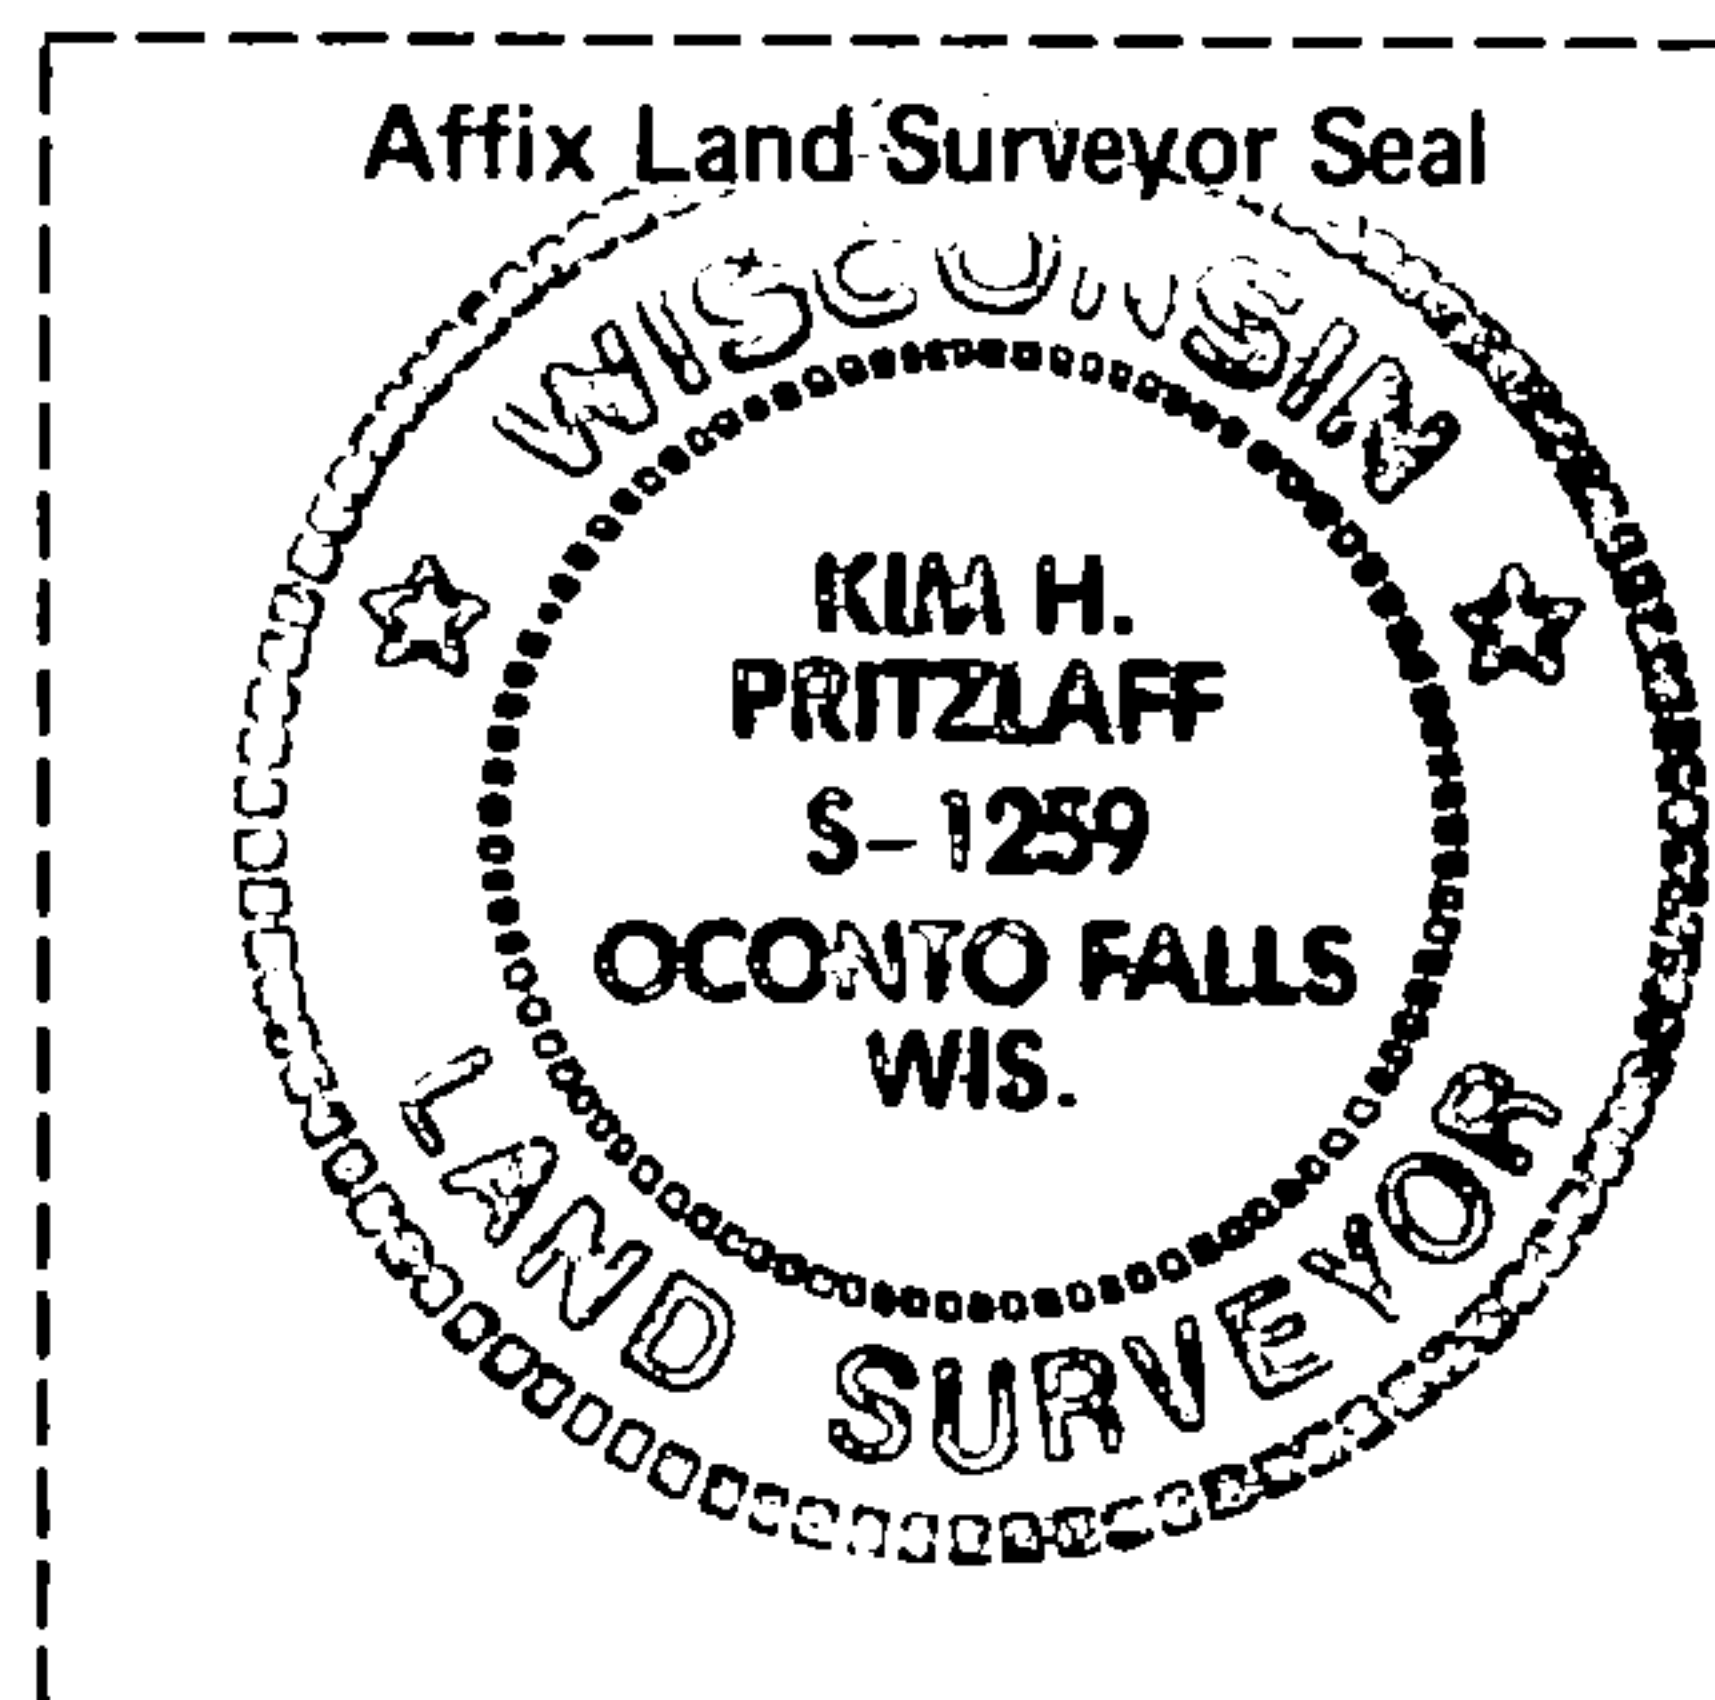 Affix Land Surveyor Seal
WISCONSIN
KIM H.
PRITZLAFF
S-1259
OCONTO FALLS
WIS.
LAND SURVEYOR